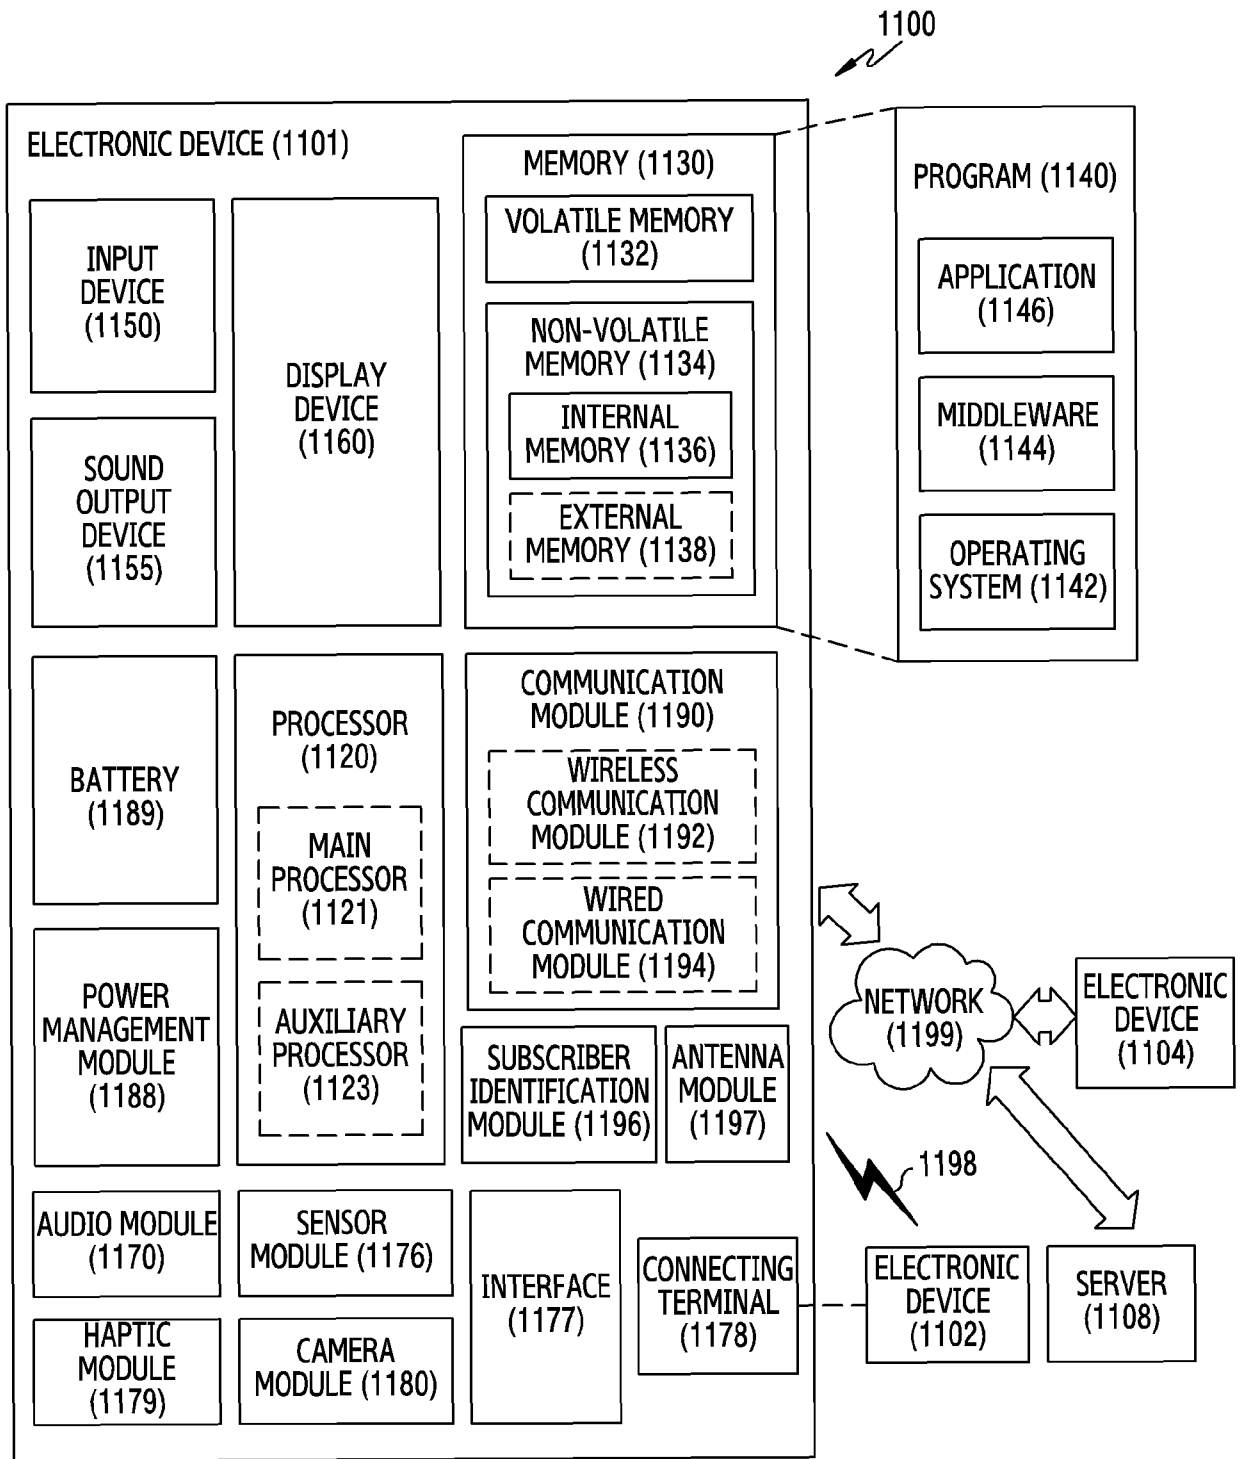 1100
ELECTRONIC DEVICE (1101)
INPUT
DEVICE
(1150)
SOUND
OUTPUT
DEVICE
(1155)
DISPLAY
DEVICE
(1160)
MEMORY (1130)
VOLATILE MEMORY
(1132)
NON-VOLATILE
MEMORY (1134)
INTERNAL
MEMORY (1136)
EXTERNAL
MEMORY (1138)
PROGRAM (1140)
APPLICATION
(1146)
MIDDLEWARE
(1144)
OPERATING
SYSTEM (1142)
BATTERY
(1189)
POWER
MANAGEMENT
MODULE
(1188)
PROCESSOR
(1120)
MAIN
PROCESSOR
(1121)
AUXILIARY
PROCESSOR
(1123)
COMMUNICATION
MODULE (1190)
WIRELESS
COMMUNICATION
MODULE (1192)
WIRED
COMMUNICATION
MODULE (1194)
SUBSCRIBER
IDENTIFICATION
MODULE (1196)
ANTENNA
MODULE
(1197)
NETWORK
(1199)
ELECTRONIC
DEVICE
(1104)
1198
AUDIO MODULE
(1170)
SENSOR
MODULE (1176)
INTERFACE
(1177)
CONNECTING
TERMINAL
(1178)
ELECTRONIC
DEVICE
(1102)
SERVER
(1108)
HAPTIC
MODULE
(1179)
CAMERA
MODULE (1180)